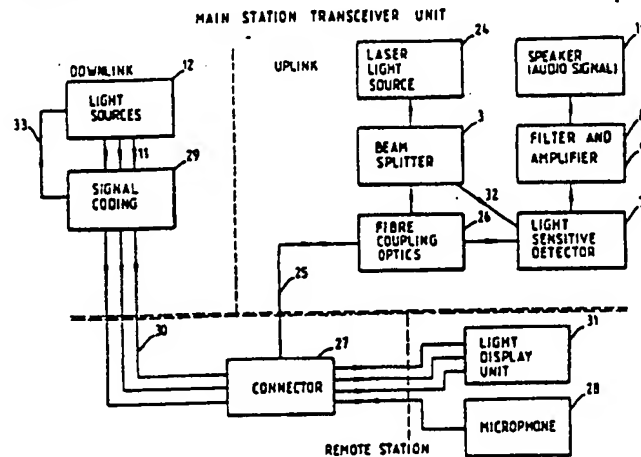 MAIN STATION TRANSCEIVER UNIT
DOWNLINK
12
LIGHT
SOURCES
33
11
29
SIGNAL
CODING
30
UPLINK
24
LASER
LIGHT
SOURCE
3
BEAM
SPLITTER
32
26
FIBRE
COUPLING
OPTICS
25
SPEAKER
(AUDIO SIGNAL)
FILTER AND
AMPLIFIER
LIGHT
SENSITIVE
DETECTOR
27
CONNECTOR
31
LIGHT
DISPLAY
UNIT
28
MICROPHONE
REMOTE STATION